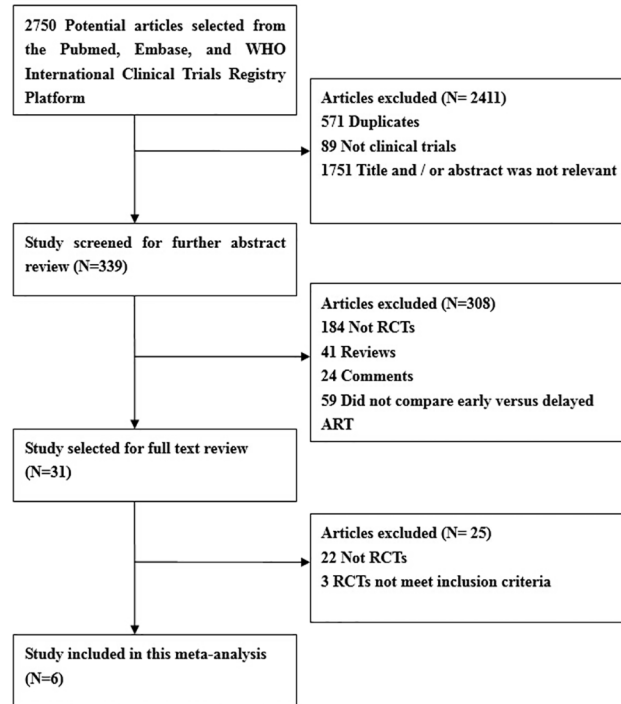 2750 Potential articles selected from
the Pubmed, Embase, and WHO
International Clinical Trials Registry
Platform
Articles excluded (N= 2411)
571 Duplicates
89 Not clinical trials
1751 Title and / or abstract was not relevant
Study screened for further abstract
review (N=339)
Articles excluded (N=308)
184 Not RCTs
41 Reviews
24 Comments
59 Did not compare early versus delayed
ART
Study selected for full text review
(N=31)
Articles excluded (N= 25)
22 Not RCTs
3 RCTs not meet inclusion criteria
Study included in this meta-analysis
(N=6)